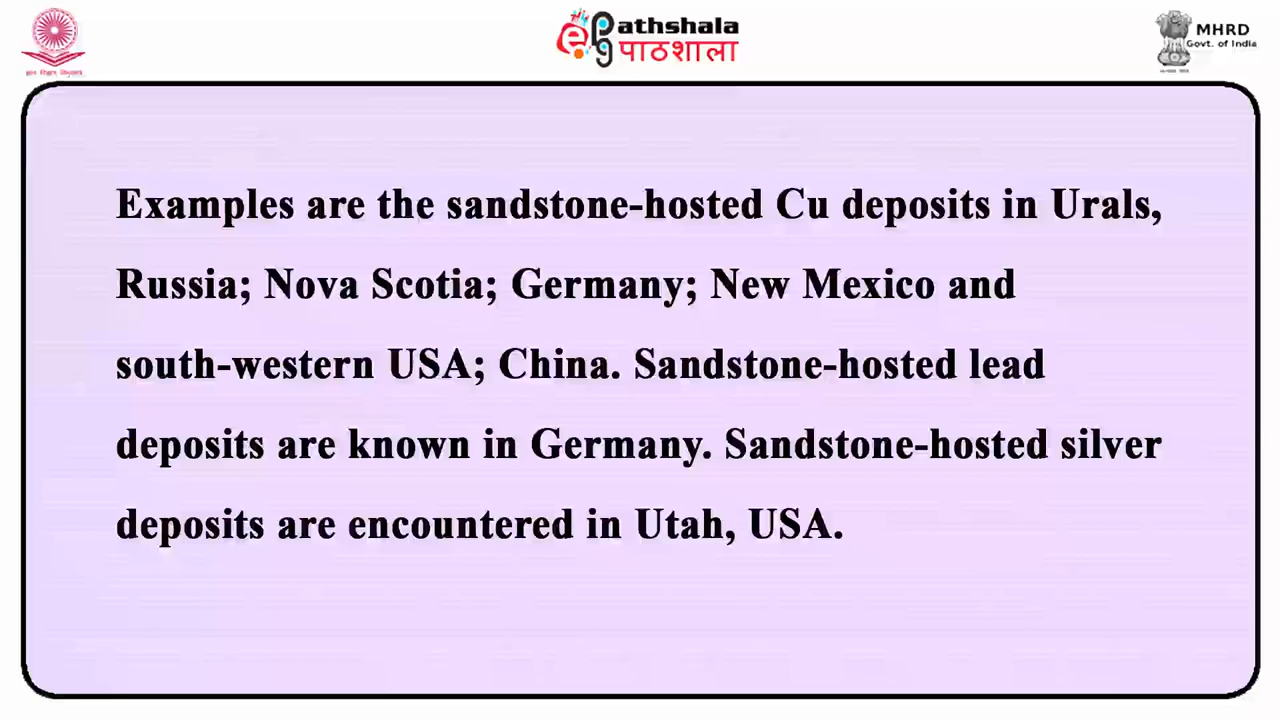 Pathshala
पाठशाला
MHRD
Govt. of India
Examples are the sandstone-hosted Cu deposits in Urals,
Russia; Nova Scotia; Germany; New Mexico and
south-western USA; China. Sandstone-hosted lead
deposits are known in Germany. Sandstone-hosted silver
deposits are encountered in Utah, USA.